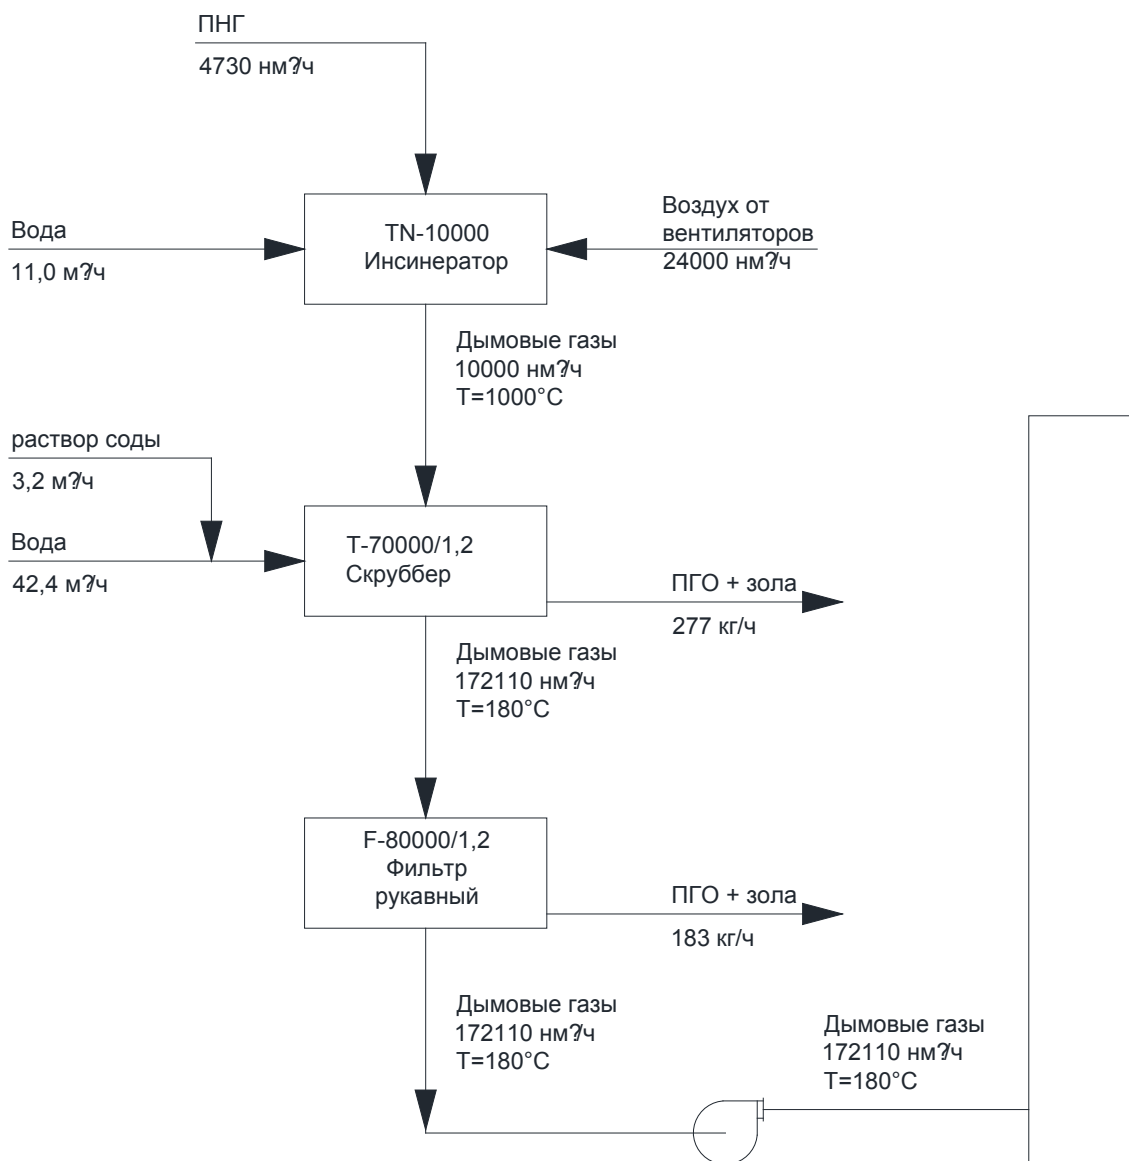 ПНГ
4730 нм?/ч
Вода
11,0 м?/ч
TN-10000
Инсинератор
Воздух от
вентиляторов
24000 нм?/ч
Дымовые газы
10000 нм?/ч
T=1000°C
раствор соды
3,2 м?/ч
Вода
42,4 м?/ч
T-70000/1,2
Скруббер
ПГО + зола
277 кг/ч
Дымовые газы
172110 нм?/ч
T=180°C
F-80000/1,2
Фильтр
рукавный
ПГО + зола
183 кг/ч
Дымовые газы
172110 нм?/ч
T=180°C
Дымовые газы
172110 нм?/ч
T=180°C